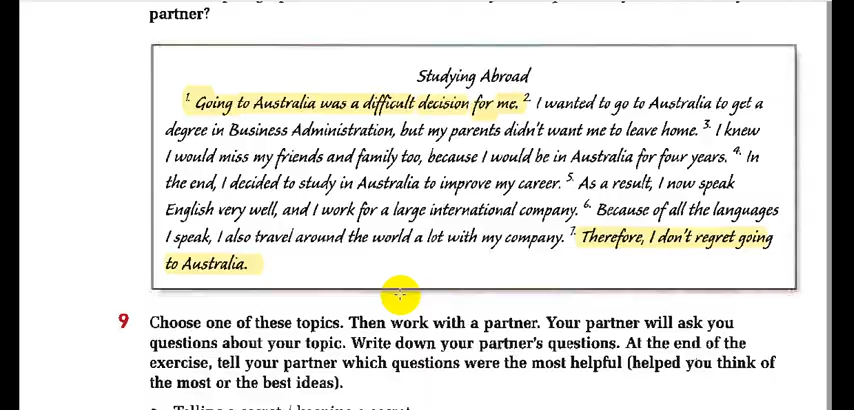 partner?
Studying Abroad
1. Going to Australia was a difficult decision for me. 2. I wanted to go to Australia to get a
degree in Business Administration, but my parents didn't want me to leave home. 3. I knew
I would miss my friends and family too, because I would be in Australia for four years. 4. In
the end, I decided to study in Australia to improve my career. 5. As a result, I now speak
English very well, and I work for a large international company. 6. Because of all the languages
I speak, I also travel around the world a lot with my company. 7. Therefore, I don't regret going
to Australia.
9 Choose one of these topics. Then work with a partner. Your partner will ask you
questions about your topic. Write down your partner's questions. At the end of the
exercise, tell your partner which questions were the most helpful (helped you think of
the most or the best ideas).
• Telling a secret / keeping a secret